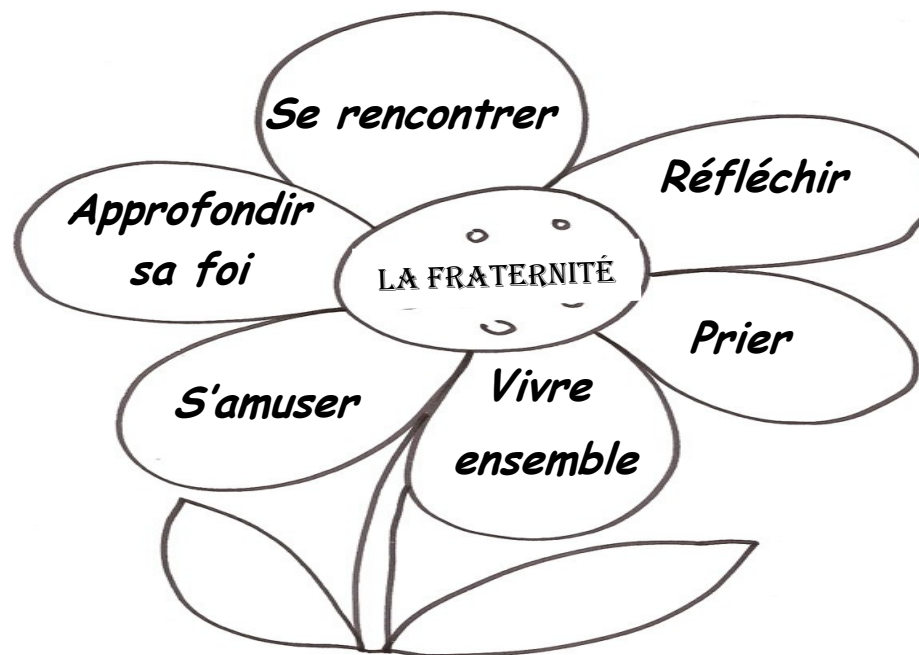 Se rencontrer
Réfléchir
Approfondir
sa foi
LA FRATERNITÉ
Prier
S'amuser
Vivre
ensemble